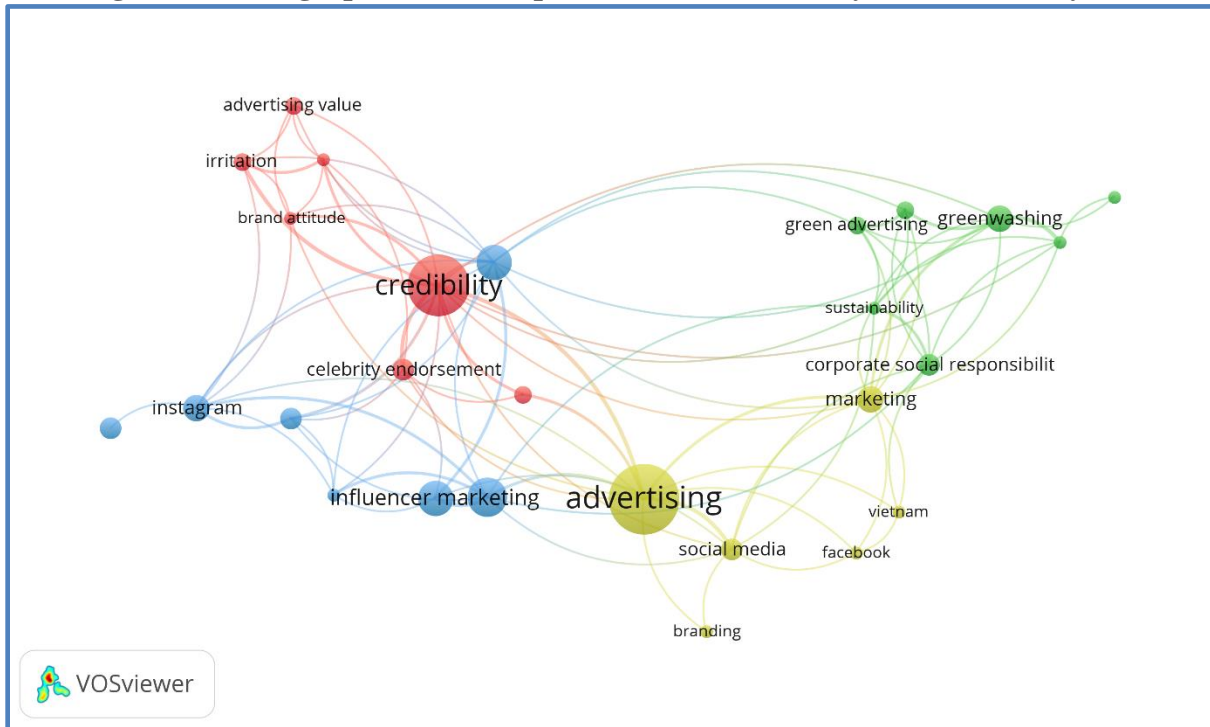 advertising value
irritation
brand attitude
green advertising
greenwashing
credibility
sustainability
celebrity endorsement
corporate social responsibilit
marketing
instagram
influencer marketing
advertising
vietnam
social media
facebook
branding
VOSviewer